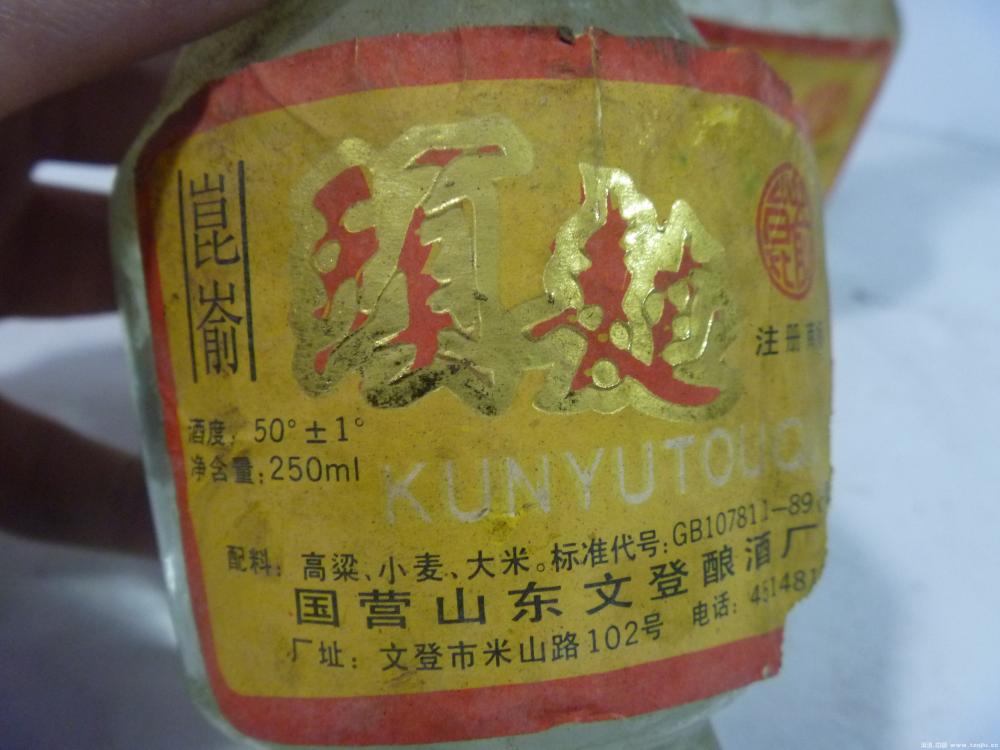 崑嵛
頭麯
注册商
酒度：50°±1°
净含量：250ml
KUNYUTOUQ
配料：高粱、小麦、大米。标准代号：GB107811-89
国营山东文登酿酒厂
厂址：文登市米山路102号 电话：451481